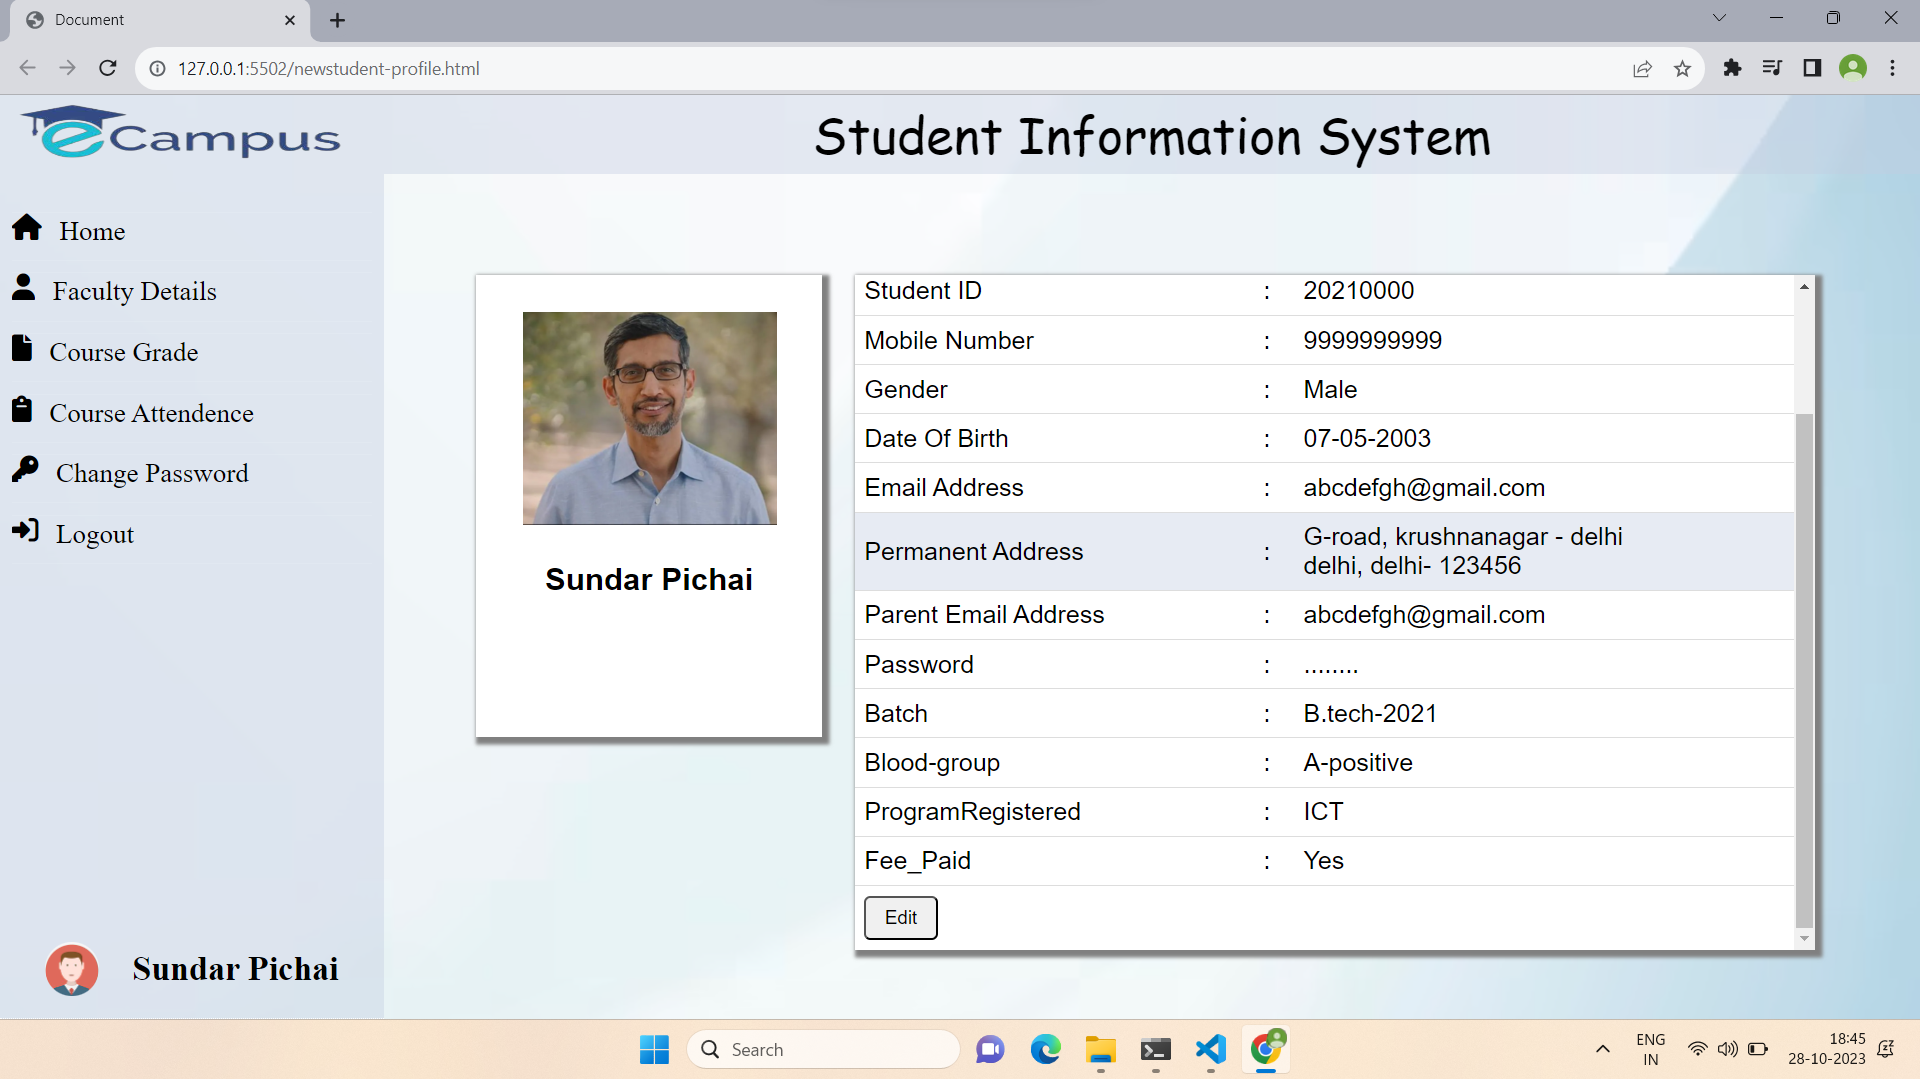 Document
127.0.0.1:5502/newstudent-profile.html
eCampus
Student Information System
Home
Faculty Details
Course Grade
Course Attendence
Change Password
Logout
Sundar Pichai
Sundar Pichai
Student ID : 20210000
Mobile Number : 9999999999
Gender : Male
Date Of Birth : 07-05-2003
Email Address : abcdefgh@gmail.com
Permanent Address : G-road, krushnanagar - delhi
delhi, delhi- 123456
Parent Email Address : abcdefgh@gmail.com
Password : ........
Batch : B.tech-2021
Blood-group : A-positive
ProgramRegistered : ICT
Fee_Paid : Yes
Edit
Search
ENG
IN
18:45
28-10-2023